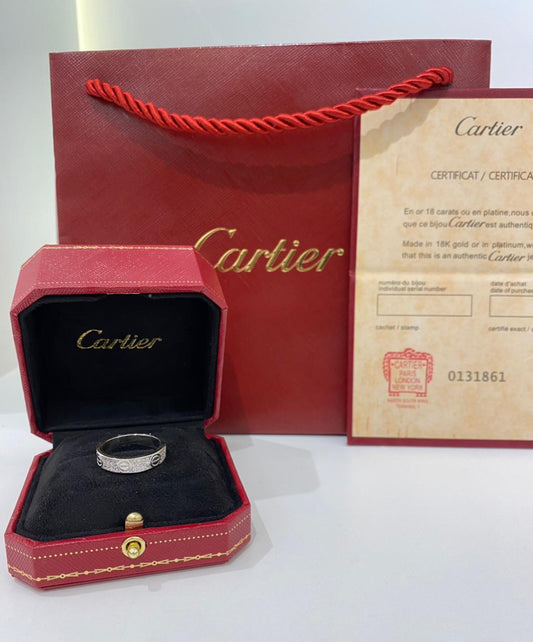 Cartier
Cartier
Cartier
CERTIFICAT / CERTIFICA
En or 18 carats ou en platine,nous
que ce bijou Cartier est authentiq
Made in 18K gold or in platinum,w
that this is an authentic Cartier je
numéro du bijou
individual serial number
date d'achat
date of purchas
cachet / stamp
certifié exact /
CARTIER
PARIS
LONDON
NEW YORK
0131861